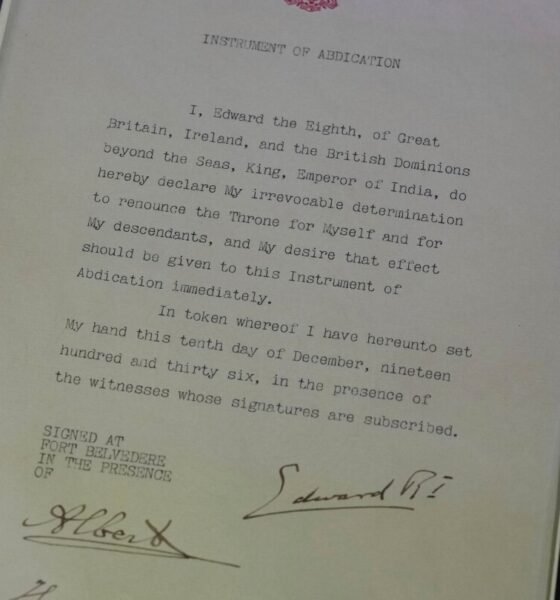 INSTRUMENT OF ABDICATION
I, Edward the Eighth, of Great
Britain, Ireland, and the British Dominions
beyond the Seas, King, Emperor of India, do
hereby declare My irrevocable determination
to renounce the Throne for Myself and for
My descendants, and My desire that effect
should be given to this Instrument of
Abdication immediately.
In token whereof I have hereunto set
My hand this tenth day of December, nineteen
hundred and thirty six, in the presence of
the witnesses whose signatures are subscribed.
SIGNED AT
FORT BELVEDERE
IN THE PRESENCE
OF
Edward RI
Albert